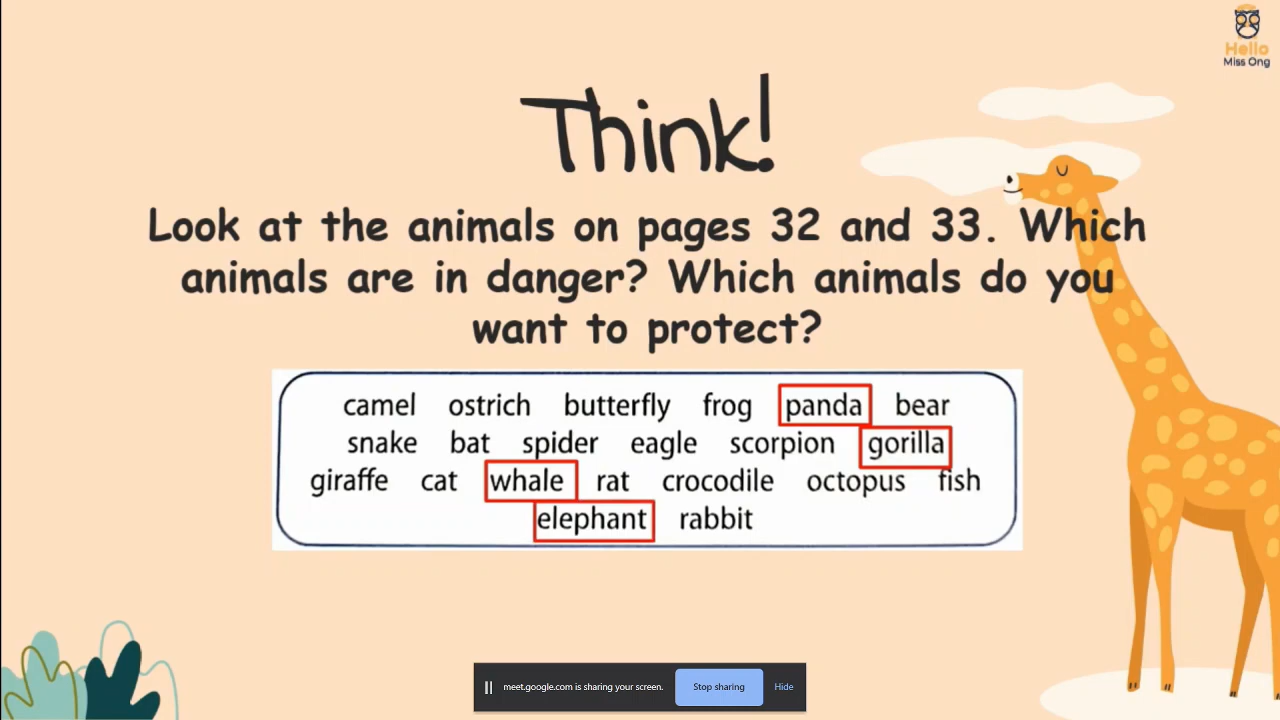 Hello
Miss Ong
Think!
Look at the animals on pages 32 and 33. Which
animals are in danger? Which animals do you
want to protect?
camel ostrich butterfly frog panda bear
snake bat spider eagle scorpion gorilla
giraffe cat whale rat crocodile octopus fish
elephant rabbit
meet.google.com is sharing your screen. Stop sharing Hide